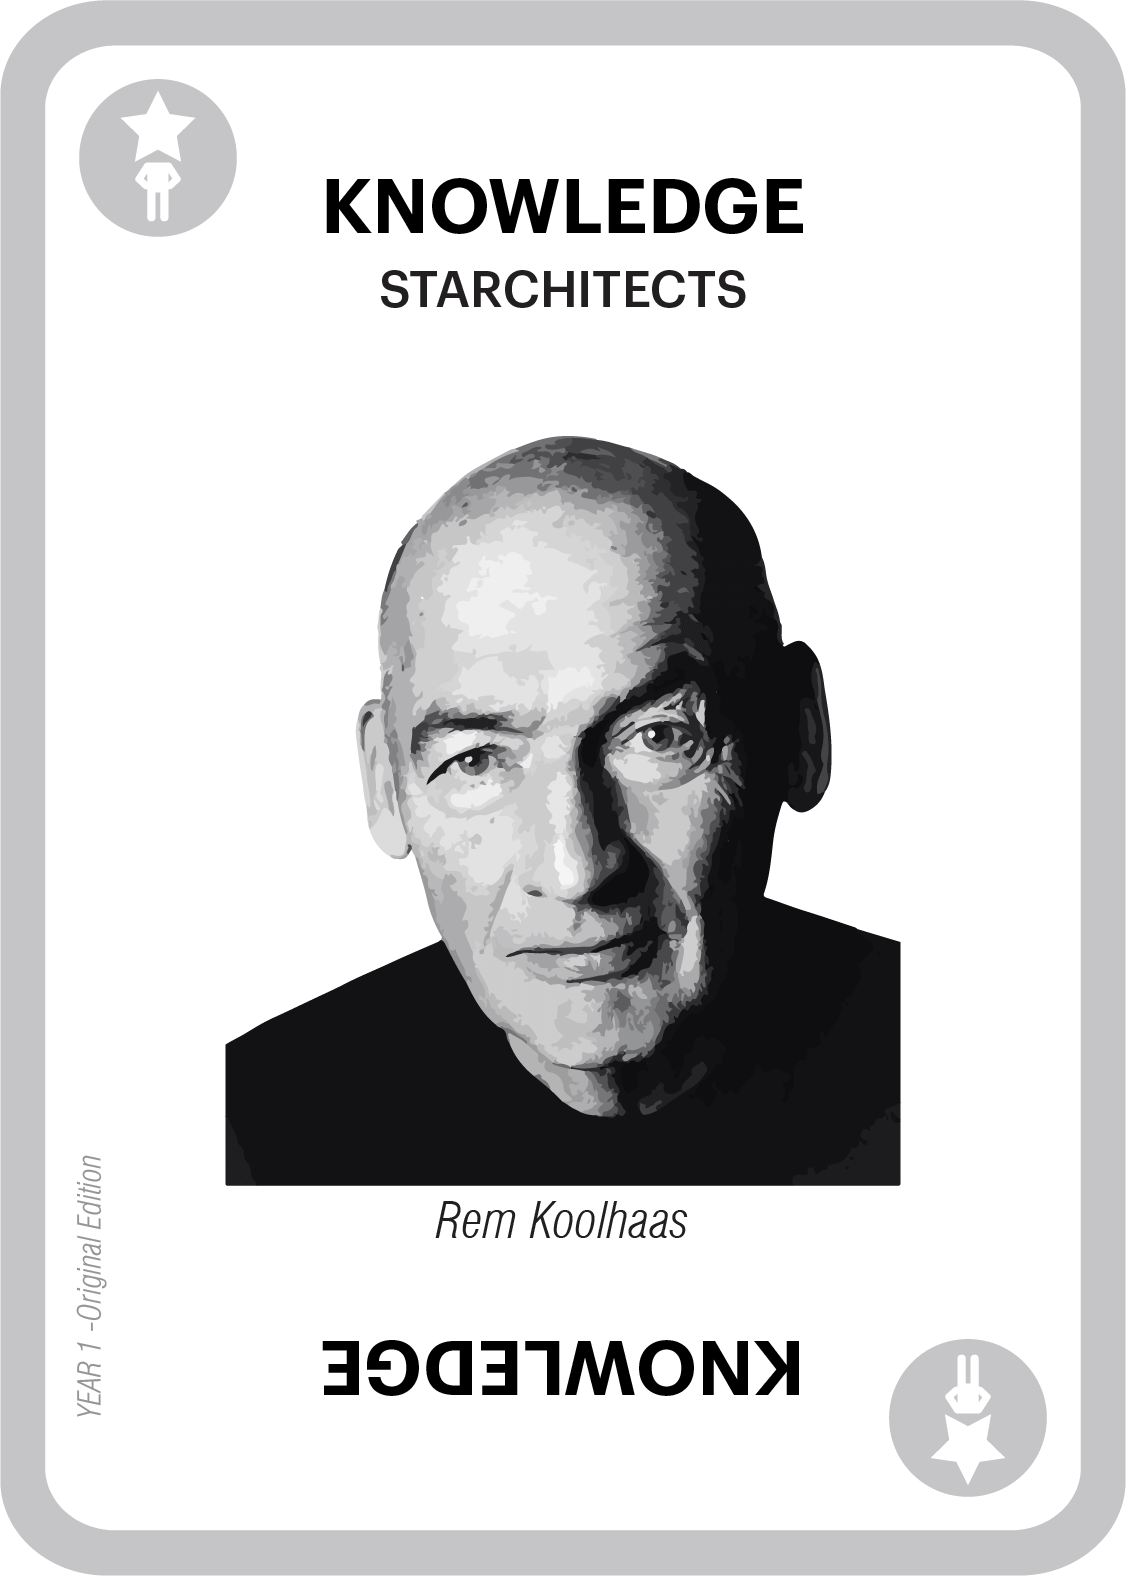 KNOWLEDGE
STARCHITECTS
Rem Koolhaas
YEAR 1 -Original Edition
KNOWLEDGE